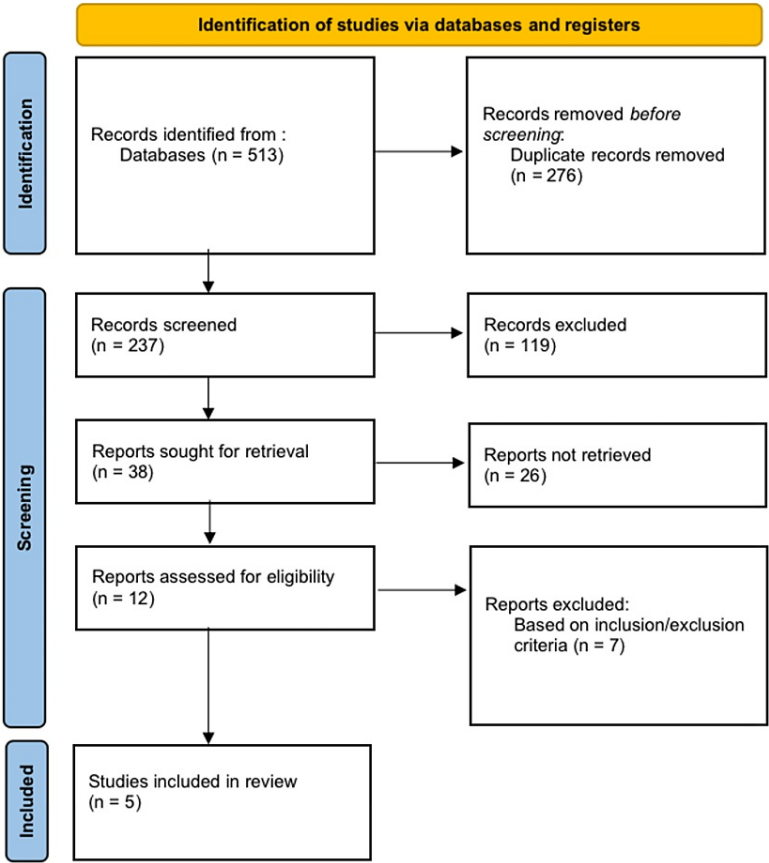 Identification of studies via databases and registers
Identification
Records identified from :
Databases (n = 513)
Records removed before
screening:
Duplicate records removed
(n = 276)
Screening
Records screened
(n = 237)
Records excluded
(n = 119)
Reports sought for retrieval
(n = 38)
Reports not retrieved
(n = 26)
Reports assessed for eligibility
(n = 12)
Reports excluded:
Based on inclusion/exclusion
criteria (n = 7)
Included
Studies included in review
(n = 5)